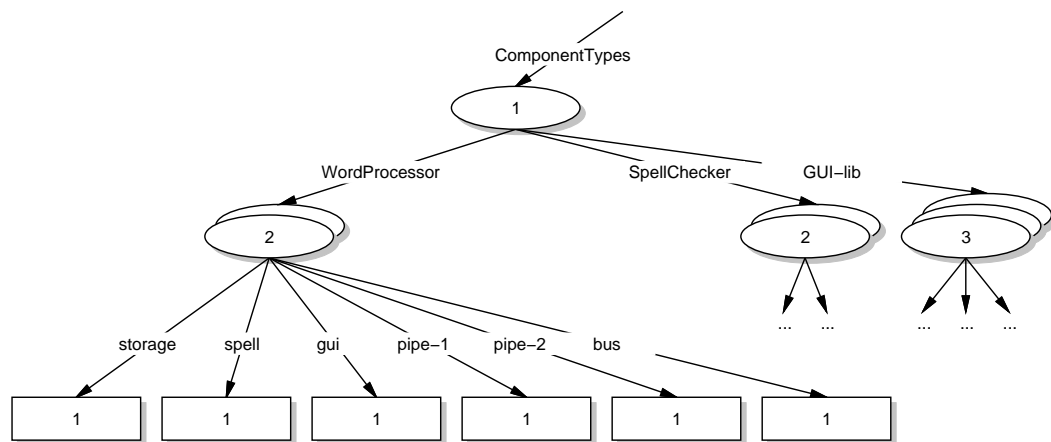 ComponentTypes
1
WordProcessor
SpellChecker
GUI−lib
2
2
3
... ... ... ... ...
storage
spell
gui
pipe−1
pipe−2
bus
1
1
1
1
1
1